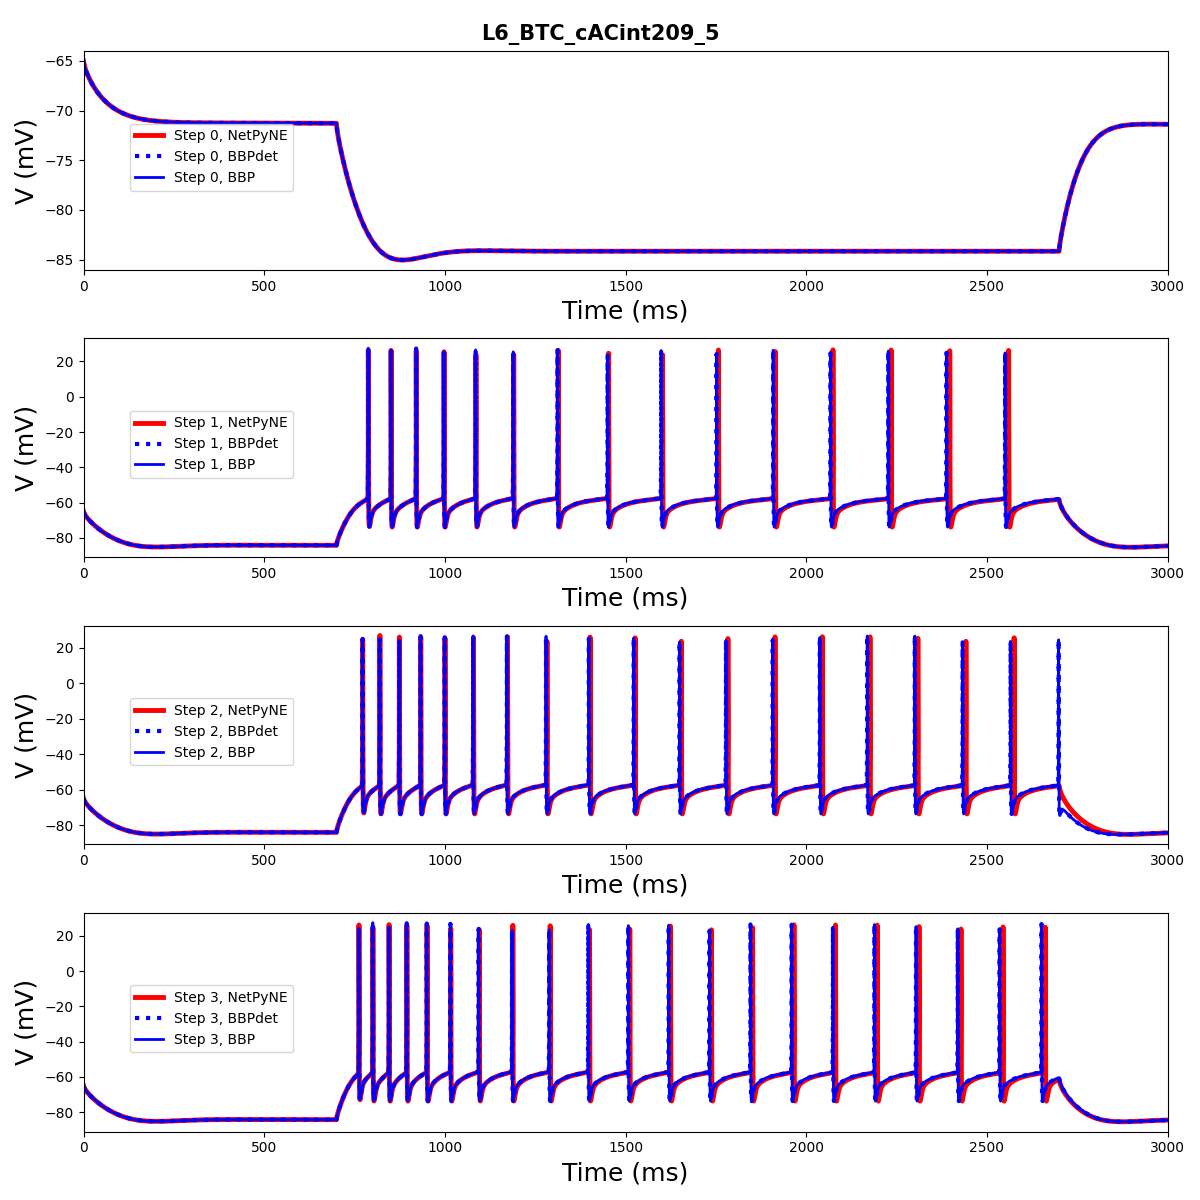 L6_BTC_cACint209_5
−65
−70
−75
−80
−85
V (mV)
Step 0, NetPyNE
Step 0, BBPdet
Step 0, BBP
0 500 1000 1500 2000 2500 3000
Time (ms)
20
0
−20
−40
−60
−80
V (mV)
Step 1, NetPyNE
Step 1, BBPdet
Step 1, BBP
0 500 1000 1500 2000 2500 3000
Time (ms)
20
0
−20
−40
−60
−80
V (mV)
Step 2, NetPyNE
Step 2, BBPdet
Step 2, BBP
0 500 1000 1500 2000 2500 3000
Time (ms)
20
0
−20
−40
−60
−80
V (mV)
Step 3, NetPyNE
Step 3, BBPdet
Step 3, BBP
0 500 1000 1500 2000 2500 3000
Time (ms)